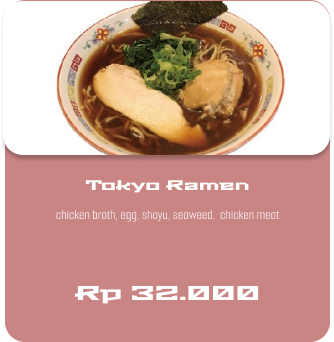 Tokyo Ramen
chicken broth, egg, shoyu, seaweed, chicken meat
Rp 32.000